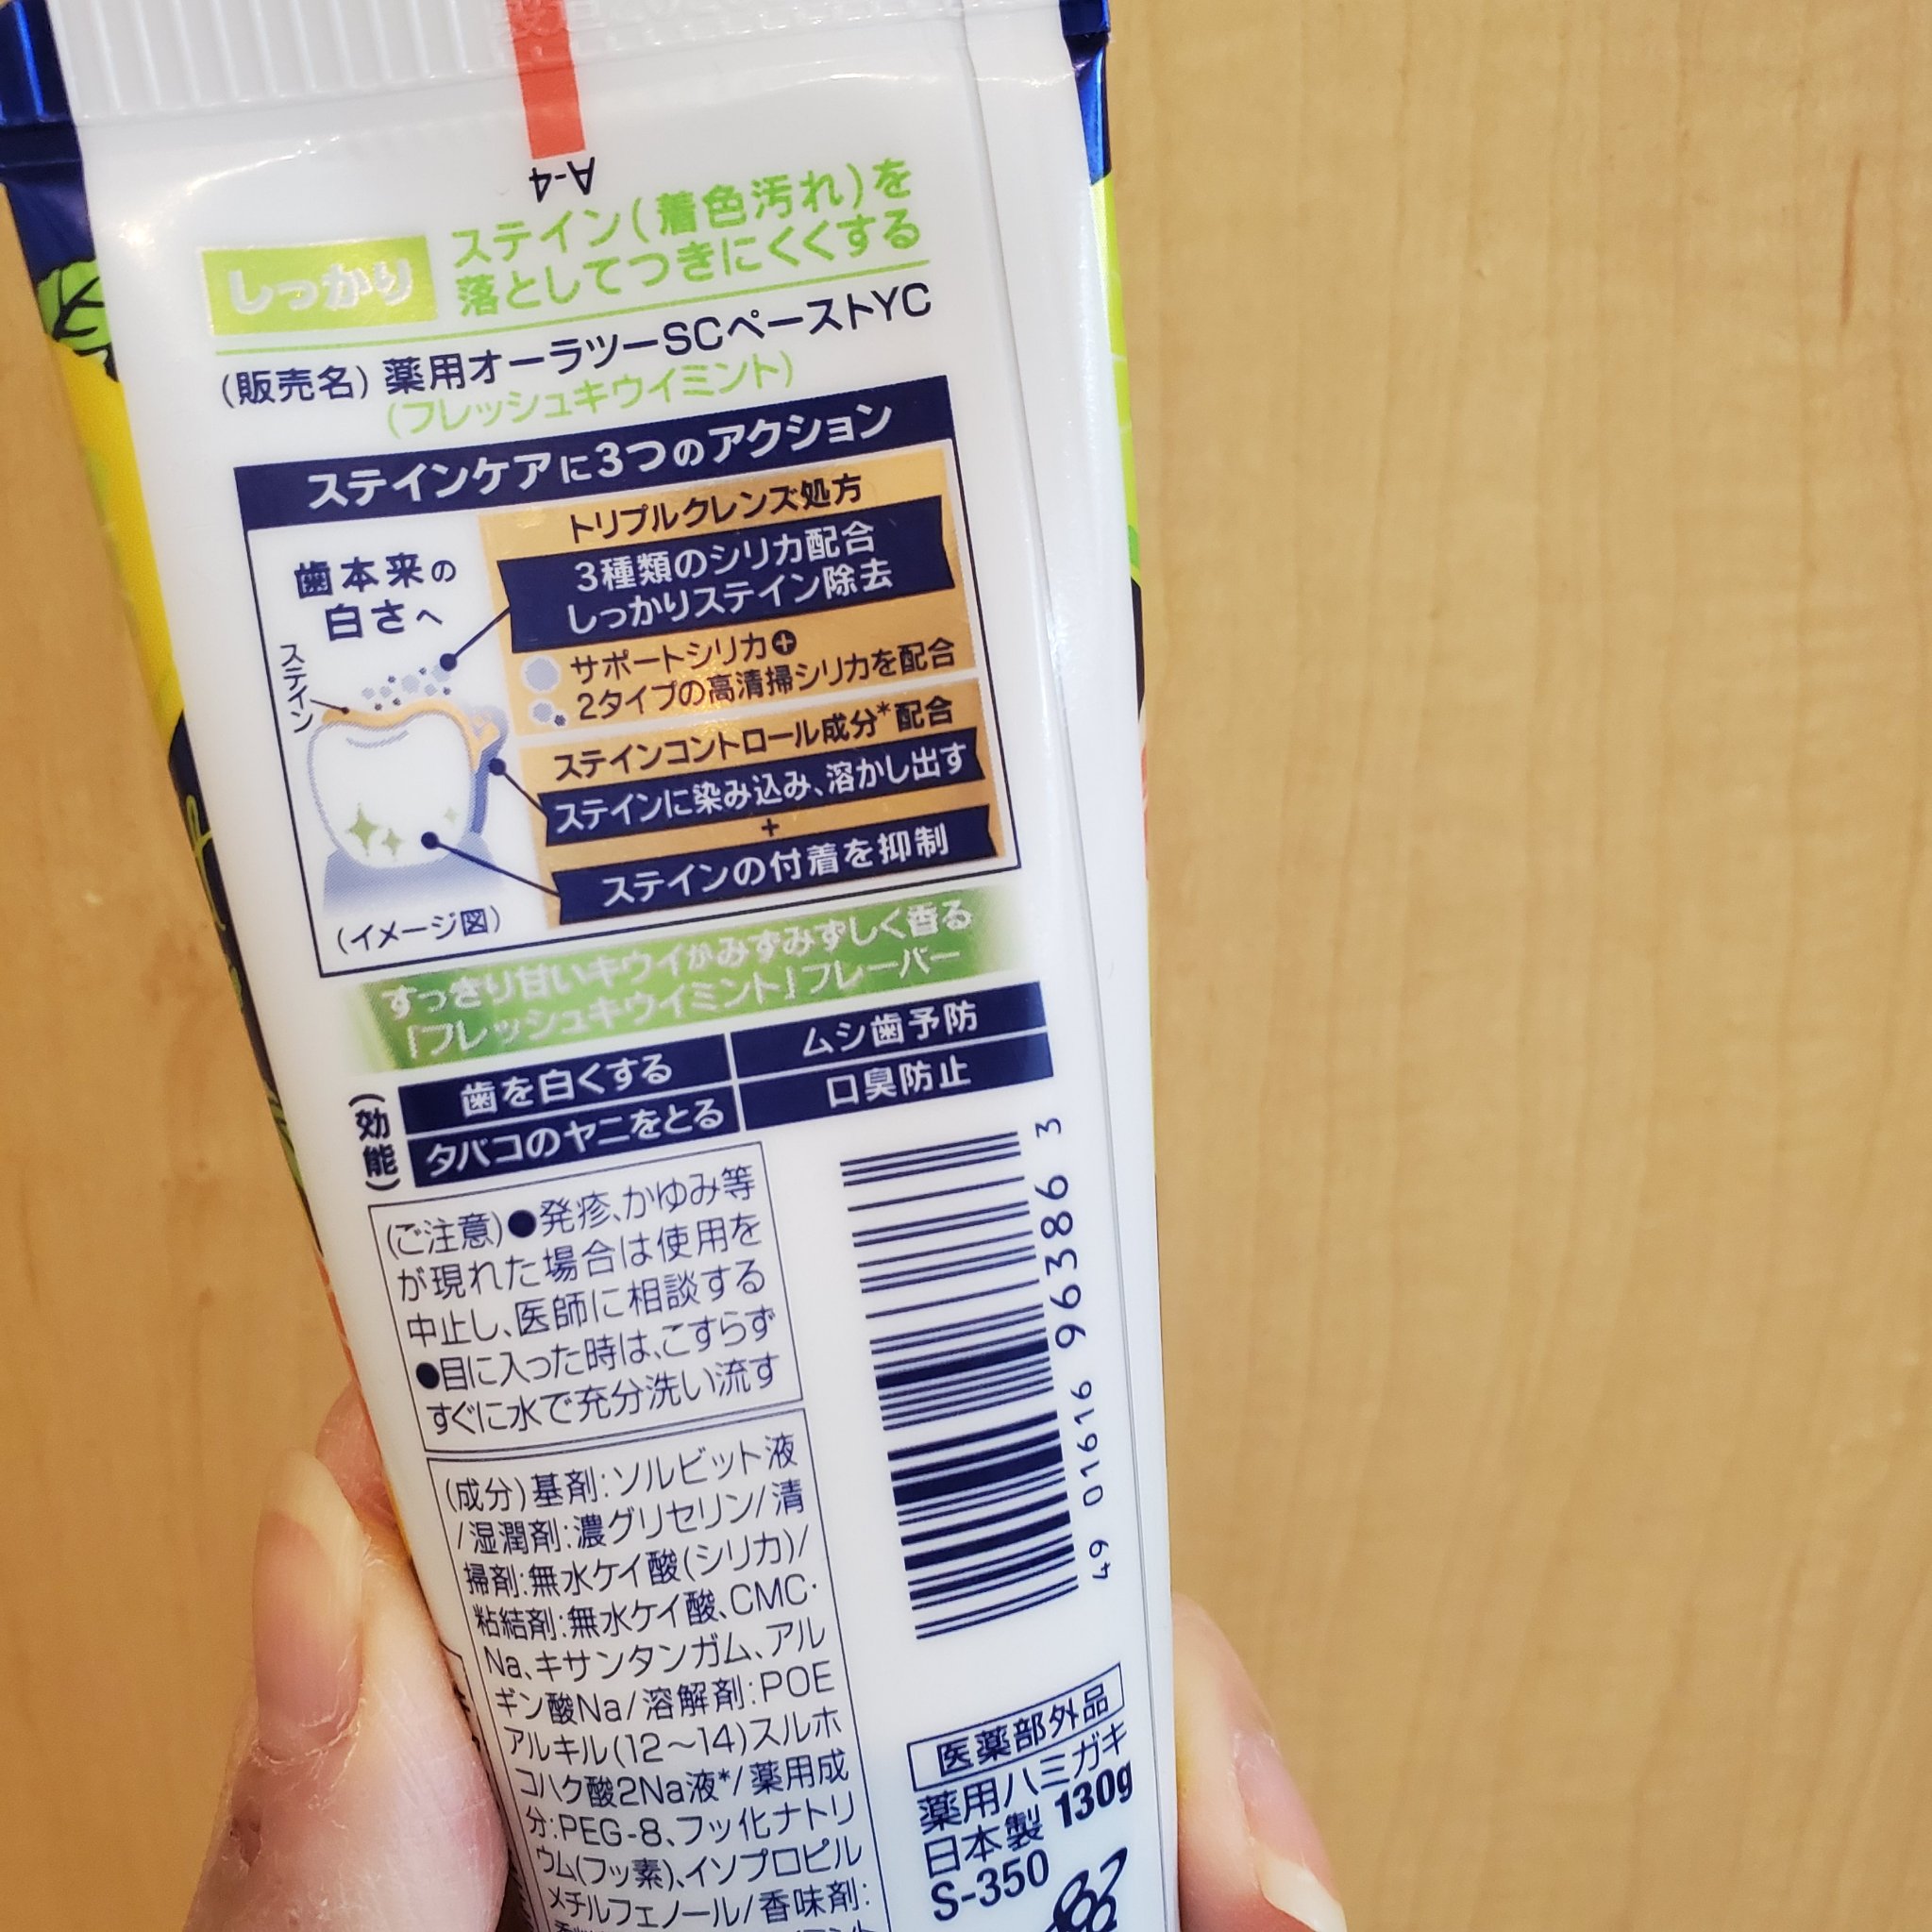 A-4
しっかり
ステイン(着色汚れ)を
落としてつきにくくする
(販売名) 薬用オーラツーSCペーストYC
(フレッシュキウイミント)
ステインケアに3つのアクション
歯本来の
白さへ
ステイン
(イメージ図)
トリプルクレンズ処方
3種類のシリカ配合
しっかりステイン除去
サポートシリカ+
2タイプの高清掃シリカを配合
ステインコントロール成分*配合
ステインに染み込み、溶かし出す
+
ステインの付着を抑制
すっきり甘いキウイがみずみずしく香る
「フレッシュキウイミント」フレーバー
(効能)
歯を白くする
ムシ歯予防
タバコのヤニをとる
口臭防止
(ご注意)●発疹、かゆみ等
が現れた場合は使用を
中止し、医師に相談する
●目に入った時は、こすらず
すぐに水で充分洗い流す
(成分)基剤:ソルビット液
/湿潤剤:濃グリセリン/清
掃剤:無水ケイ酸(シリカ)/
粘結剤:無水ケイ酸、CMC・
Na、キサンタンガム、アル
ギン酸Na/溶解剤:POE
アルキル(12～14)スルホ
コハク酸2Na液*/薬用成
分:PEG-8、フッ化ナトリ
ウム(フッ素)、イソプロピル
メチルフェノール/香味剤:
49 01616 96386 3
医薬部外品
薬用ハミガキ
日本製 130g
S-350